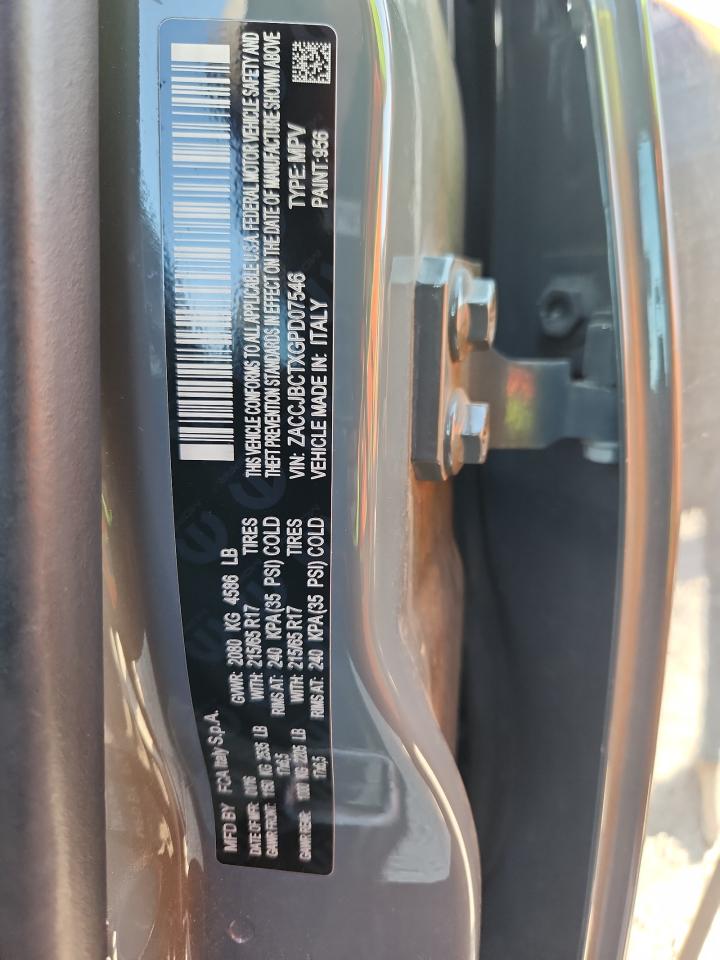 MFD BY FCA Italy S.p.A.
DATE OF MFR: 01/16 GVWR: 2080 KG 4586 LB
GAWR FRONT: 1150 KG 2535 LB WITH: 215/65 R17 TIRES
17x6.5 RIMS AT: 240 KPA(35 PSI) COLD
GAWR REAR: LB WITH: 215/65 R17 TIRES
17x6.5 RIMS AT: 240 KPA(35 PSI) COLD
THIS VEHICLE CONFORMS TO ALL APPLICABLE U.S.A. FEDERAL MOTOR VEHICLE SAFETY AND
THEFT PREVENTION STANDARDS IN EFFECT ON THE DATE OF MANUFACTURE SHOWN ABOVE
VIN: ZACCJBCTXGPD07546 TYPE: MPV
VEHICLE MADE IN: ITALY PAINT:956